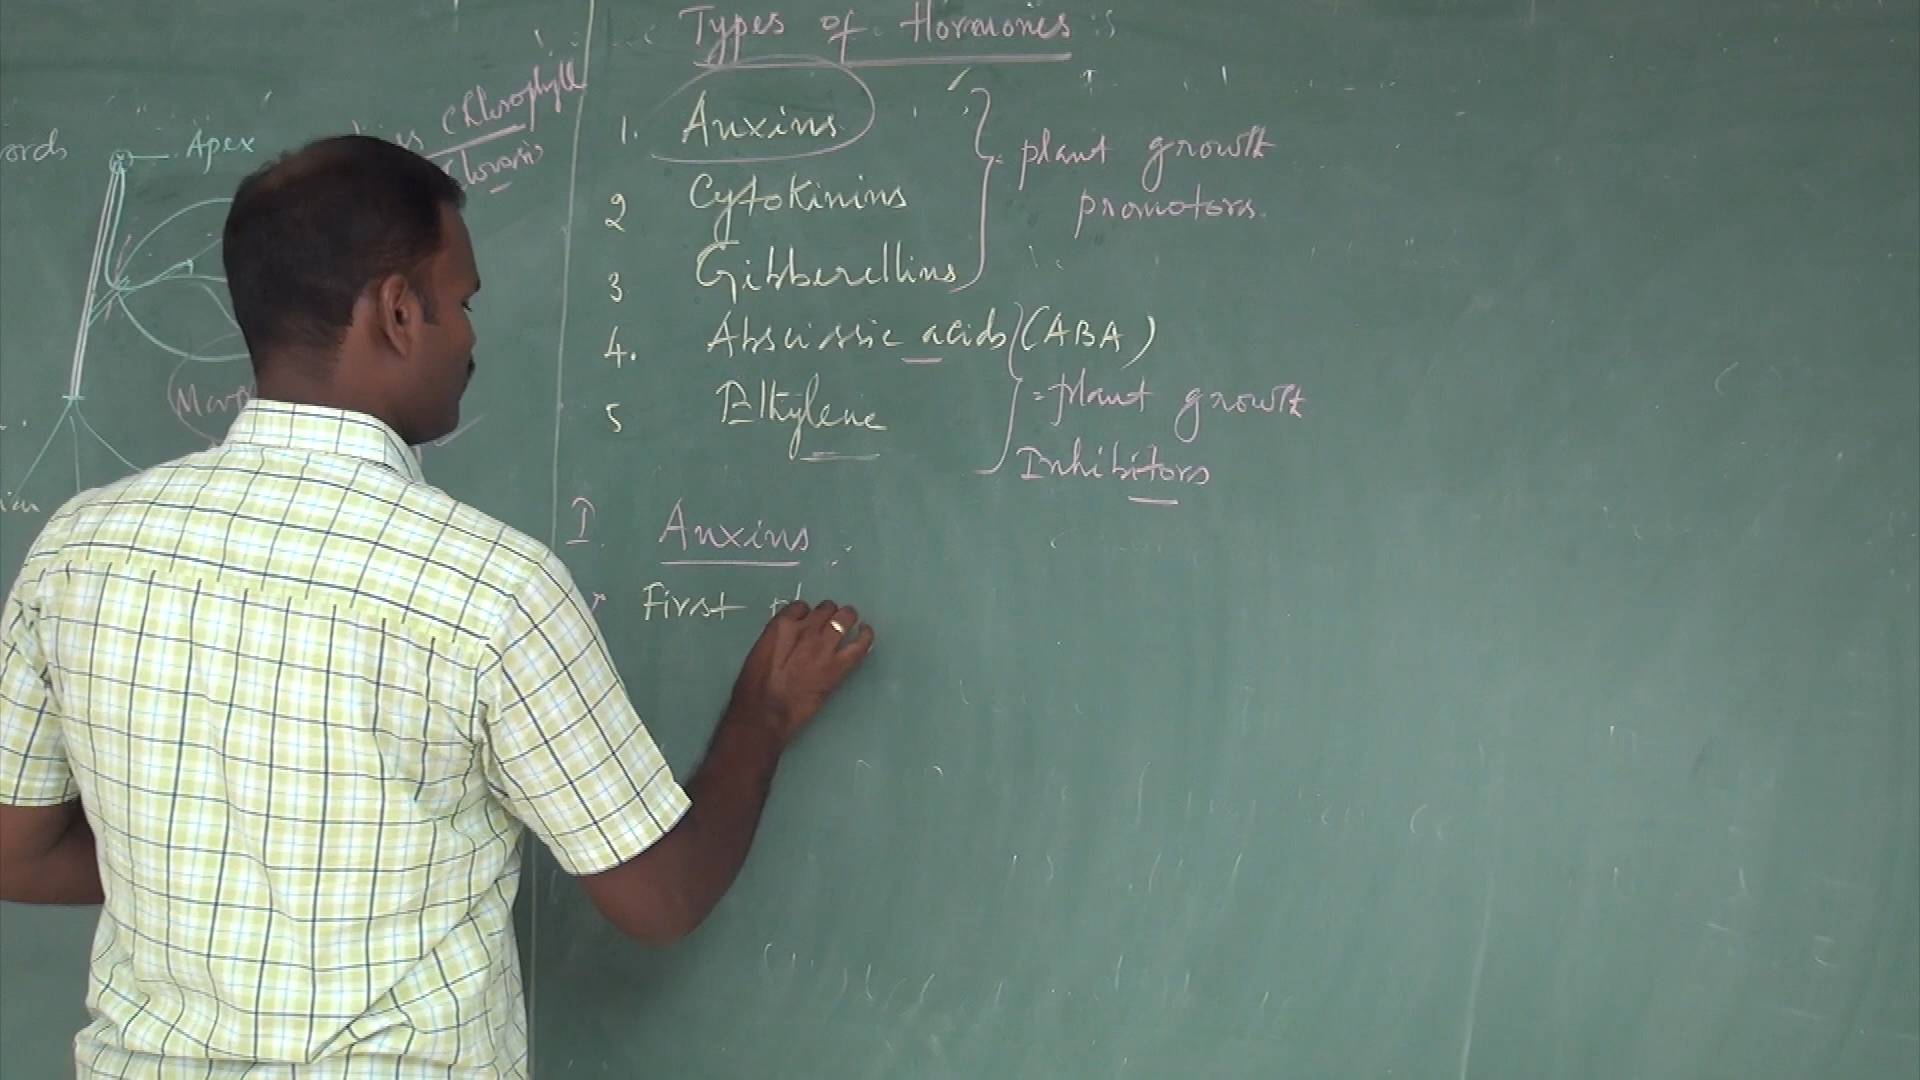 Types of Hormones
1. Auxins
2 Cytokinins
3 Gibberellins
= plant growth
promotors.
4. Abscissic acids (ABA)
5 Ethylene
= plant growth
Inhibitors
I. Auxins :
First
Apex
Chlorophyll
Chlorosis